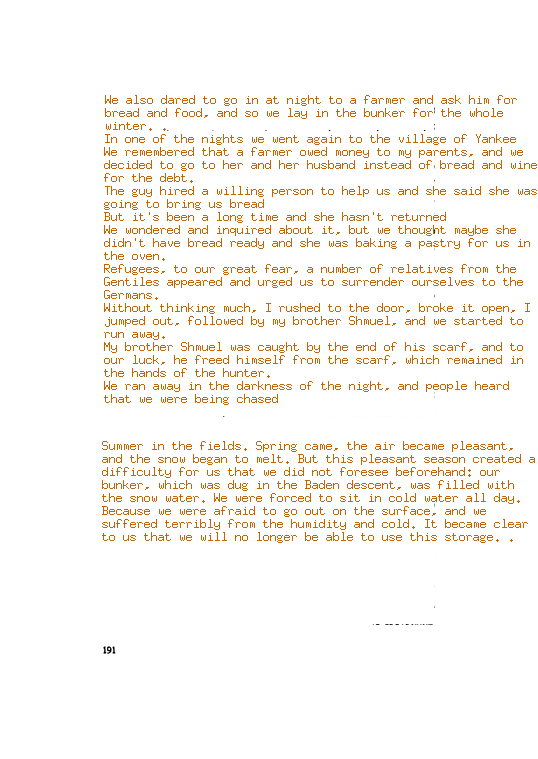 We also dared to go in at night to a farmer and ask him for
bread and food, and so we lay in the bunker for the whole
winter. .
In one of the nights we went again to the village of Yankee
We remembered that a farmer owed money to my parents, and we
decided to go to her and her husband instead of bread and wine
for the debt.
The guy hired a willing person to help us and she said she was
going to bring us bread
But it's been a long time and she hasn't returned
We wondered and inquired about it, but we thought maybe she
didn't have bread ready and she was baking a pastry for us in
the oven.
Refugees, to our great fear, a number of relatives from the
Gentiles appeared and urged us to surrender ourselves to the
Germans.
Without thinking much, I rushed to the door, broke it open, I
jumped out, followed by my brother Shmuel, and we started to
run away.
My brother Shmuel was caught by the end of his scarf, and to
our luck, he freed himself from the scarf, which remained in
the hands of the hunter.
We ran away in the darkness of the night, and people heard
that we were being chased
Summer in the fields. Spring came, the air became pleasant,
and the snow began to melt. But this pleasant season created a
difficulty for us that we did not foresee beforehand: our
bunker, which was dug in the Baden descent, was filled with
the snow water. We were forced to sit in cold water all day.
Because we were afraid to go out on the surface, and we
suffered terribly from the humidity and cold. It became clear
to us that we will no longer be able to use this storage. .
191